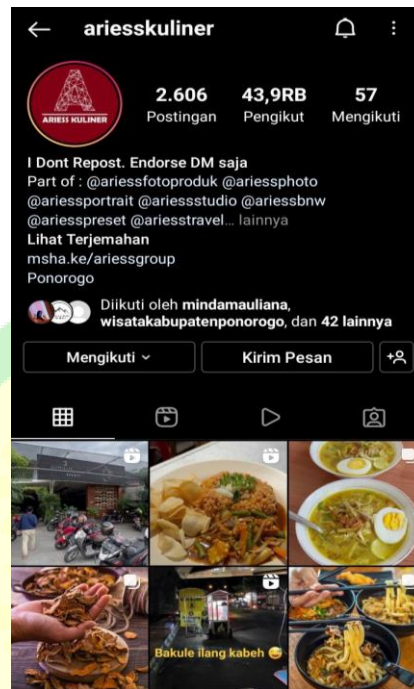 ariesskuliner
ARIESS KULINER
2.606 43,9RB 57
Postingan Pengikut Mengikuti
I Dont Repost. Endorse DM saja
Part of : @ariessfotoproduk @ariessphoto
@ariessportrait @ariessstudio @ariessbnw
@ariesspreset @ariesstravel... lainnya
Lihat Terjemahan
msha.ke/ariessgroup
Ponorogo
Diikuti oleh mindamauliana,
wisatakabupatenponorogo, dan 42 lainnya
Mengikuti Kirim Pesan
Bakule ilang kabeh 😅